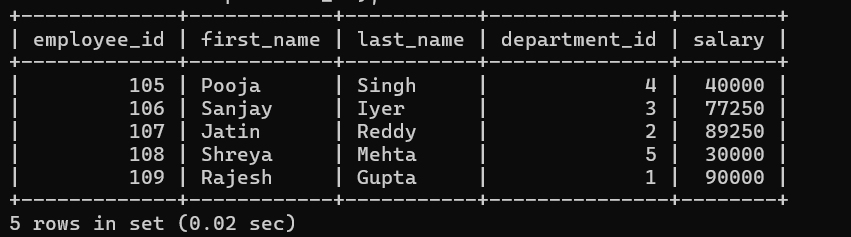 +-------------+------------+-----------+---------------+--------+
| employee_id | first_name | last_name | department_id | salary |
+-------------+------------+-----------+---------------+--------+
|         105 | Pooja      | Singh     |             4 |  40000 |
|         106 | Sanjay     | Iyer      |             3 |  77250 |
|         107 | Jatin      | Reddy     |             2 |  89250 |
|         108 | Shreya     | Mehta     |             5 |  30000 |
|         109 | Rajesh     | Gupta     |             1 |  90000 |
+-------------+------------+-----------+---------------+--------+
5 rows in set (0.02 sec)